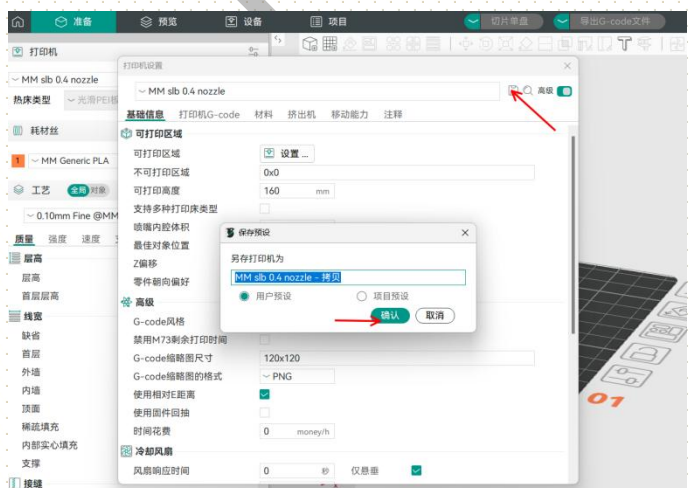 准备 预览 设备 项目 切片单盘 导出G-code文件
打印机
打印机设置
MM slb 0.4 nozzle
MM slb 0.4 nozzle
高级
热床类型 光滑PEI
基础信息 打印机G-code 材料 挤出机 移动能力 注释
耗材丝
可打印区域
可打印区域 设置 ...
不可打印区域 0x0
1 MM Generic PLA
可打印高度 160 mm
工艺 全局 对象
支持多种打印床类型
0.10mm Fine @MM
喷嘴内腔体积
最佳对象位置
Z偏移
零件朝向偏好
保存预设
另存打印机为
MM slb 0.4 nozzle - 拷贝
用户预设 项目预设
确认 取消
质量 强度 速度
层高
层高
首层层高
线宽
缺省
首层
外墙
内墙
顶面
稀疏填充
内部实心填充
支撑
接缝
高级
G-code风格
禁用M73剩余打印时间
G-code缩略图尺寸 120x120
G-code缩略图的格式 PNG
使用相对E距离
使用固件回抽
时间花费 0 money/h
冷却风扇
风扇响应时间 0 秒 仅悬垂
01